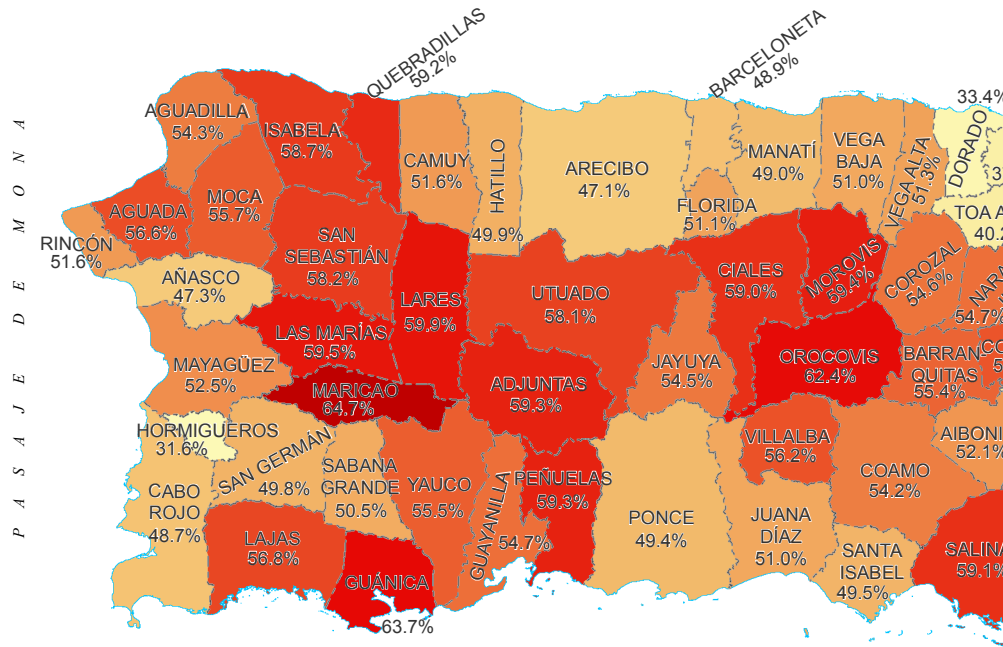 QUEBRADILLAS
59.2%
BARCELONETA
48.9%
33.4%
AGUADILLA
54.3%
ISABELA
58.7%
CAMUY
51.6%
HATILLO
49.9%
ARECIBO
47.1%
MANATÍ
49.0%
VEGA
BAJA
51.0%
VEGA ALTA
51.3%
DORADO
3
TOA A
40.2
MOCA
55.7%
AGUADA
56.6%
RINCÓN
51.6%
FLORIDA
51.1%
SAN
SEBASTIÁN
58.2%
AÑASCO
47.3%
LARES
59.9%
UTUADO
58.1%
CIALES
59.0%
MOROVIS
59.4%
COROZAL
54.6%
NARA
54.7%
LAS MARÍAS
59.5%
MAYAGÜEZ
52.5%
MARICAO
64.7%
ADJUNTAS
59.3%
JAYUYA
54.5%
OROCOVIS
62.4%
BARRAN-
QUITAS
55.4%
CO
5
HORMIGUEROS
31.6%
SAN GERMÁN
49.8%
SABANA
GRANDE
50.5%
YAUCO
55.5%
GUAYANILLA
54.7%
PEÑUELAS
59.3%
VILLALBA
56.2%
COAMO
54.2%
AIBONI
52.1%
CABO
ROJO
48.7%
LAJAS
56.8%
GUÁNICA
63.7%
PONCE
49.4%
JUANA
DÍAZ
51.0%
SANTA
ISABEL
49.5%
SALINA
59.1%
PASAJE DE MONA